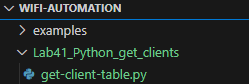 WIFI-AUTOMATION
examples
Lab41_Python_get_clients
get-client-table.py